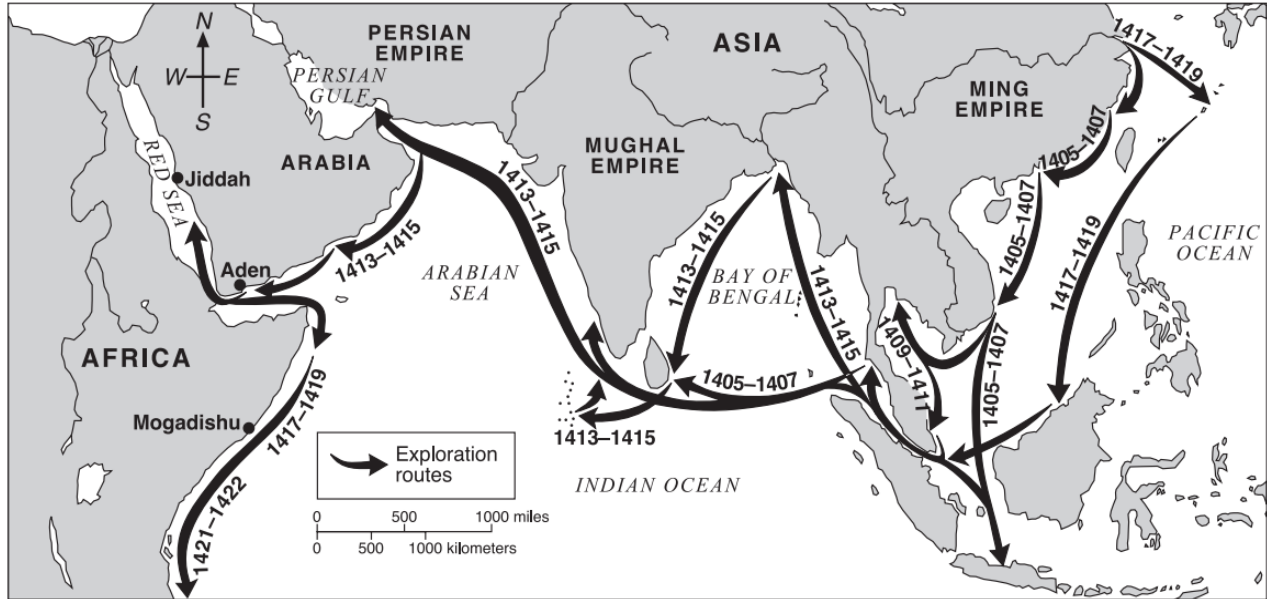 N
W E
S
PERSIAN
EMPIRE
PERSIAN
GULF
ASIA
MING
EMPIRE
1417–1419
1405–1407
ARABIA
RED SEA
Jiddah
MUGHAL
EMPIRE
1413–1415
1413–1415
1413–1415
1405–1407
1417–1419
PACIFIC
OCEAN
Aden
ARABIAN
SEA
BAY OF
BENGAL
1413–1415
1409–1411
1405–1407
AFRICA
1405–1407
1417–1419
Mogadishu
1413–1415
Exploration
routes
INDIAN OCEAN
0 500 1000 miles
0 500 1000 kilometers
1421–1422